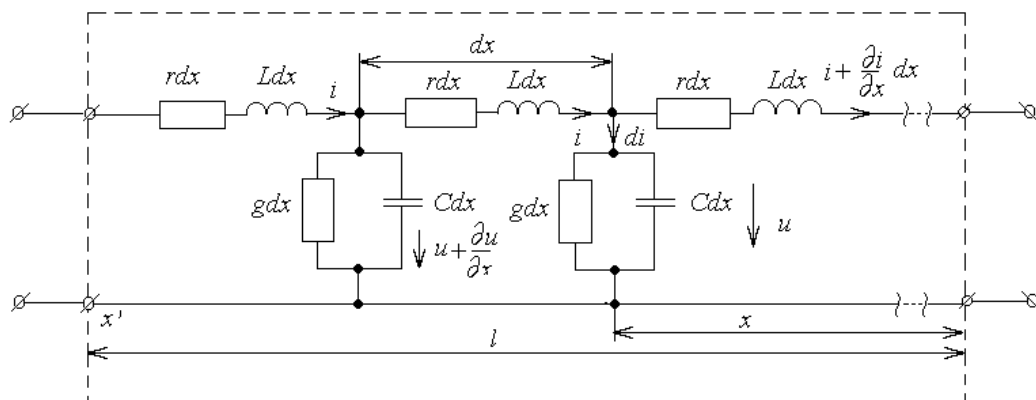 dx
rdx
Ldx
i
rdx
Ldx
rdx
Ldx
i + ∂i/∂x dx
i
di
gdx
Cdx
gdx
Cdx
u
u + ∂u/∂x
x'
x
l